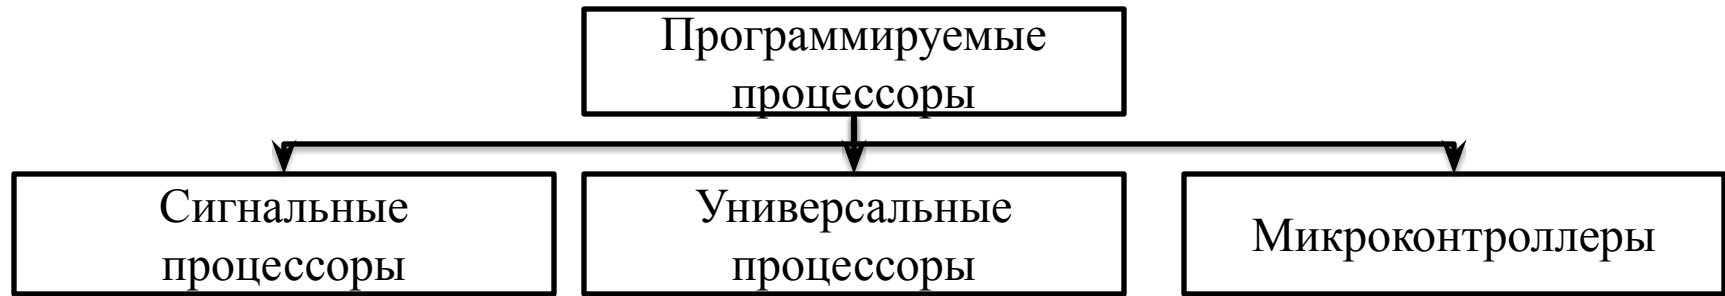 Программируемые
процессоры
Сигнальные
процессоры
Универсальные
процессоры
Микроконтроллеры